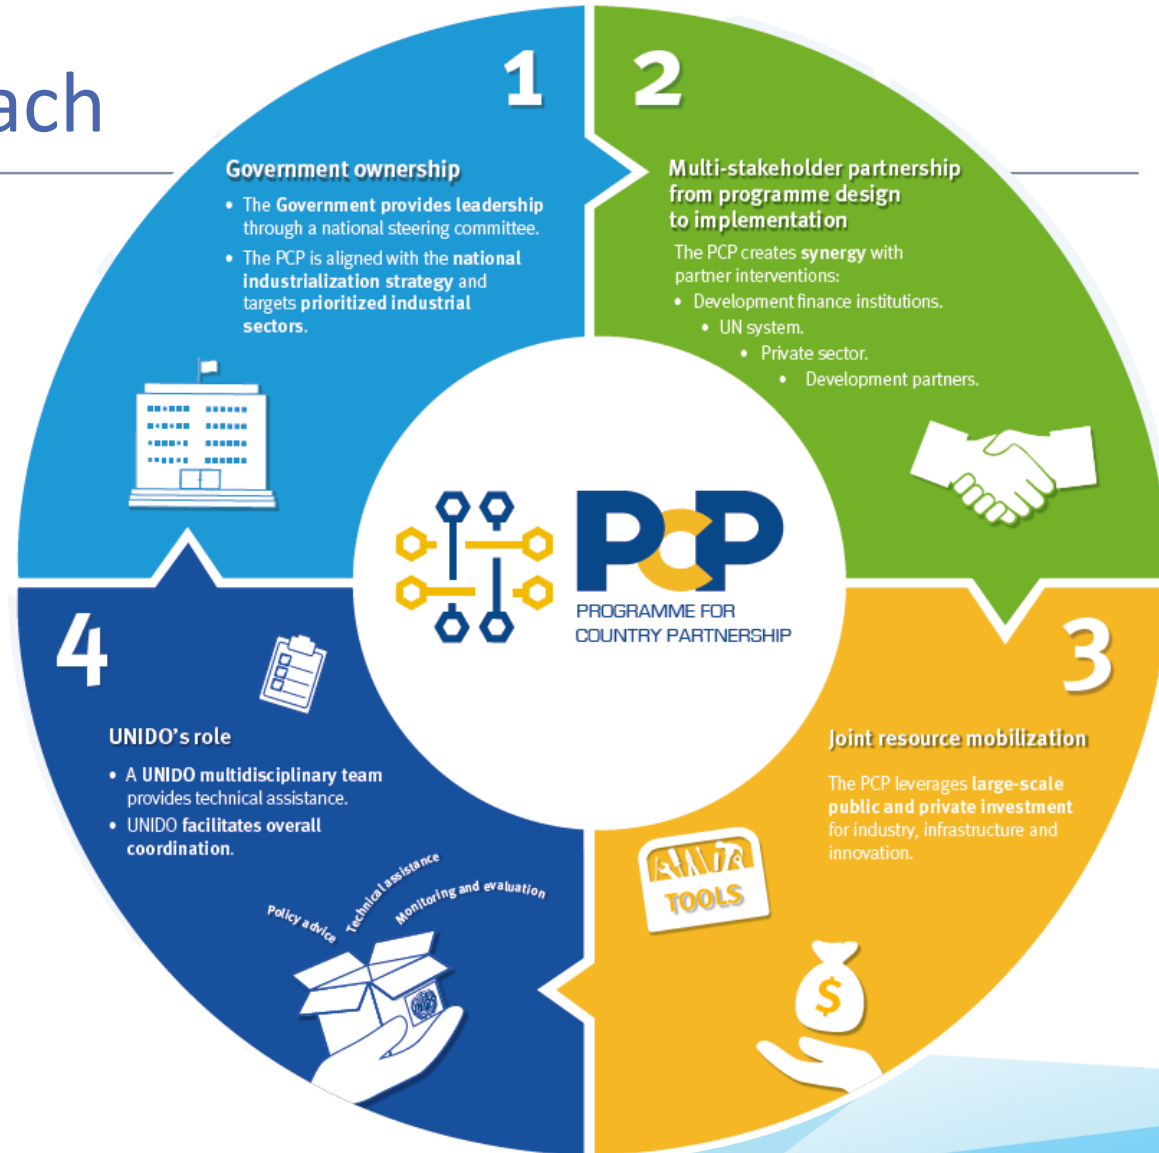 ach
1
Government ownership
• The Government provides leadership
through a national steering committee.
• The PCP is aligned with the national
industrialization strategy and
targets prioritized industrial
sectors.
2
Multi-stakeholder partnership
from programme design
to implementation
The PCP creates synergy with
partner interventions:
• Development finance institutions.
• UN system.
• Private sector.
• Development partners.
PCP
PROGRAMME FOR
COUNTRY PARTNERSHIP
3
Joint resource mobilization
The PCP leverages large-scale
public and private investment
for industry, infrastructure and
innovation.
TOOLS
$
4
UNIDO's role
• A UNIDO multidisciplinary team
provides technical assistance.
• UNIDO facilitates overall
coordination.
Policy advice
Technical assistance
Monitoring and evaluation